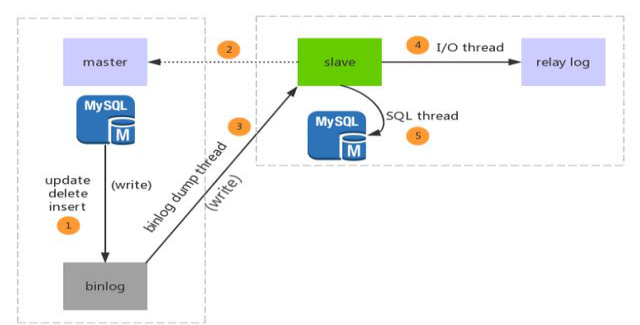 master
2
slave
4
I/O thread
relay log
MySQL
M
3
MySQL
M
SQL thread
5
update
delete
insert
(write)
1
binlog dump thread
(write)
binlog